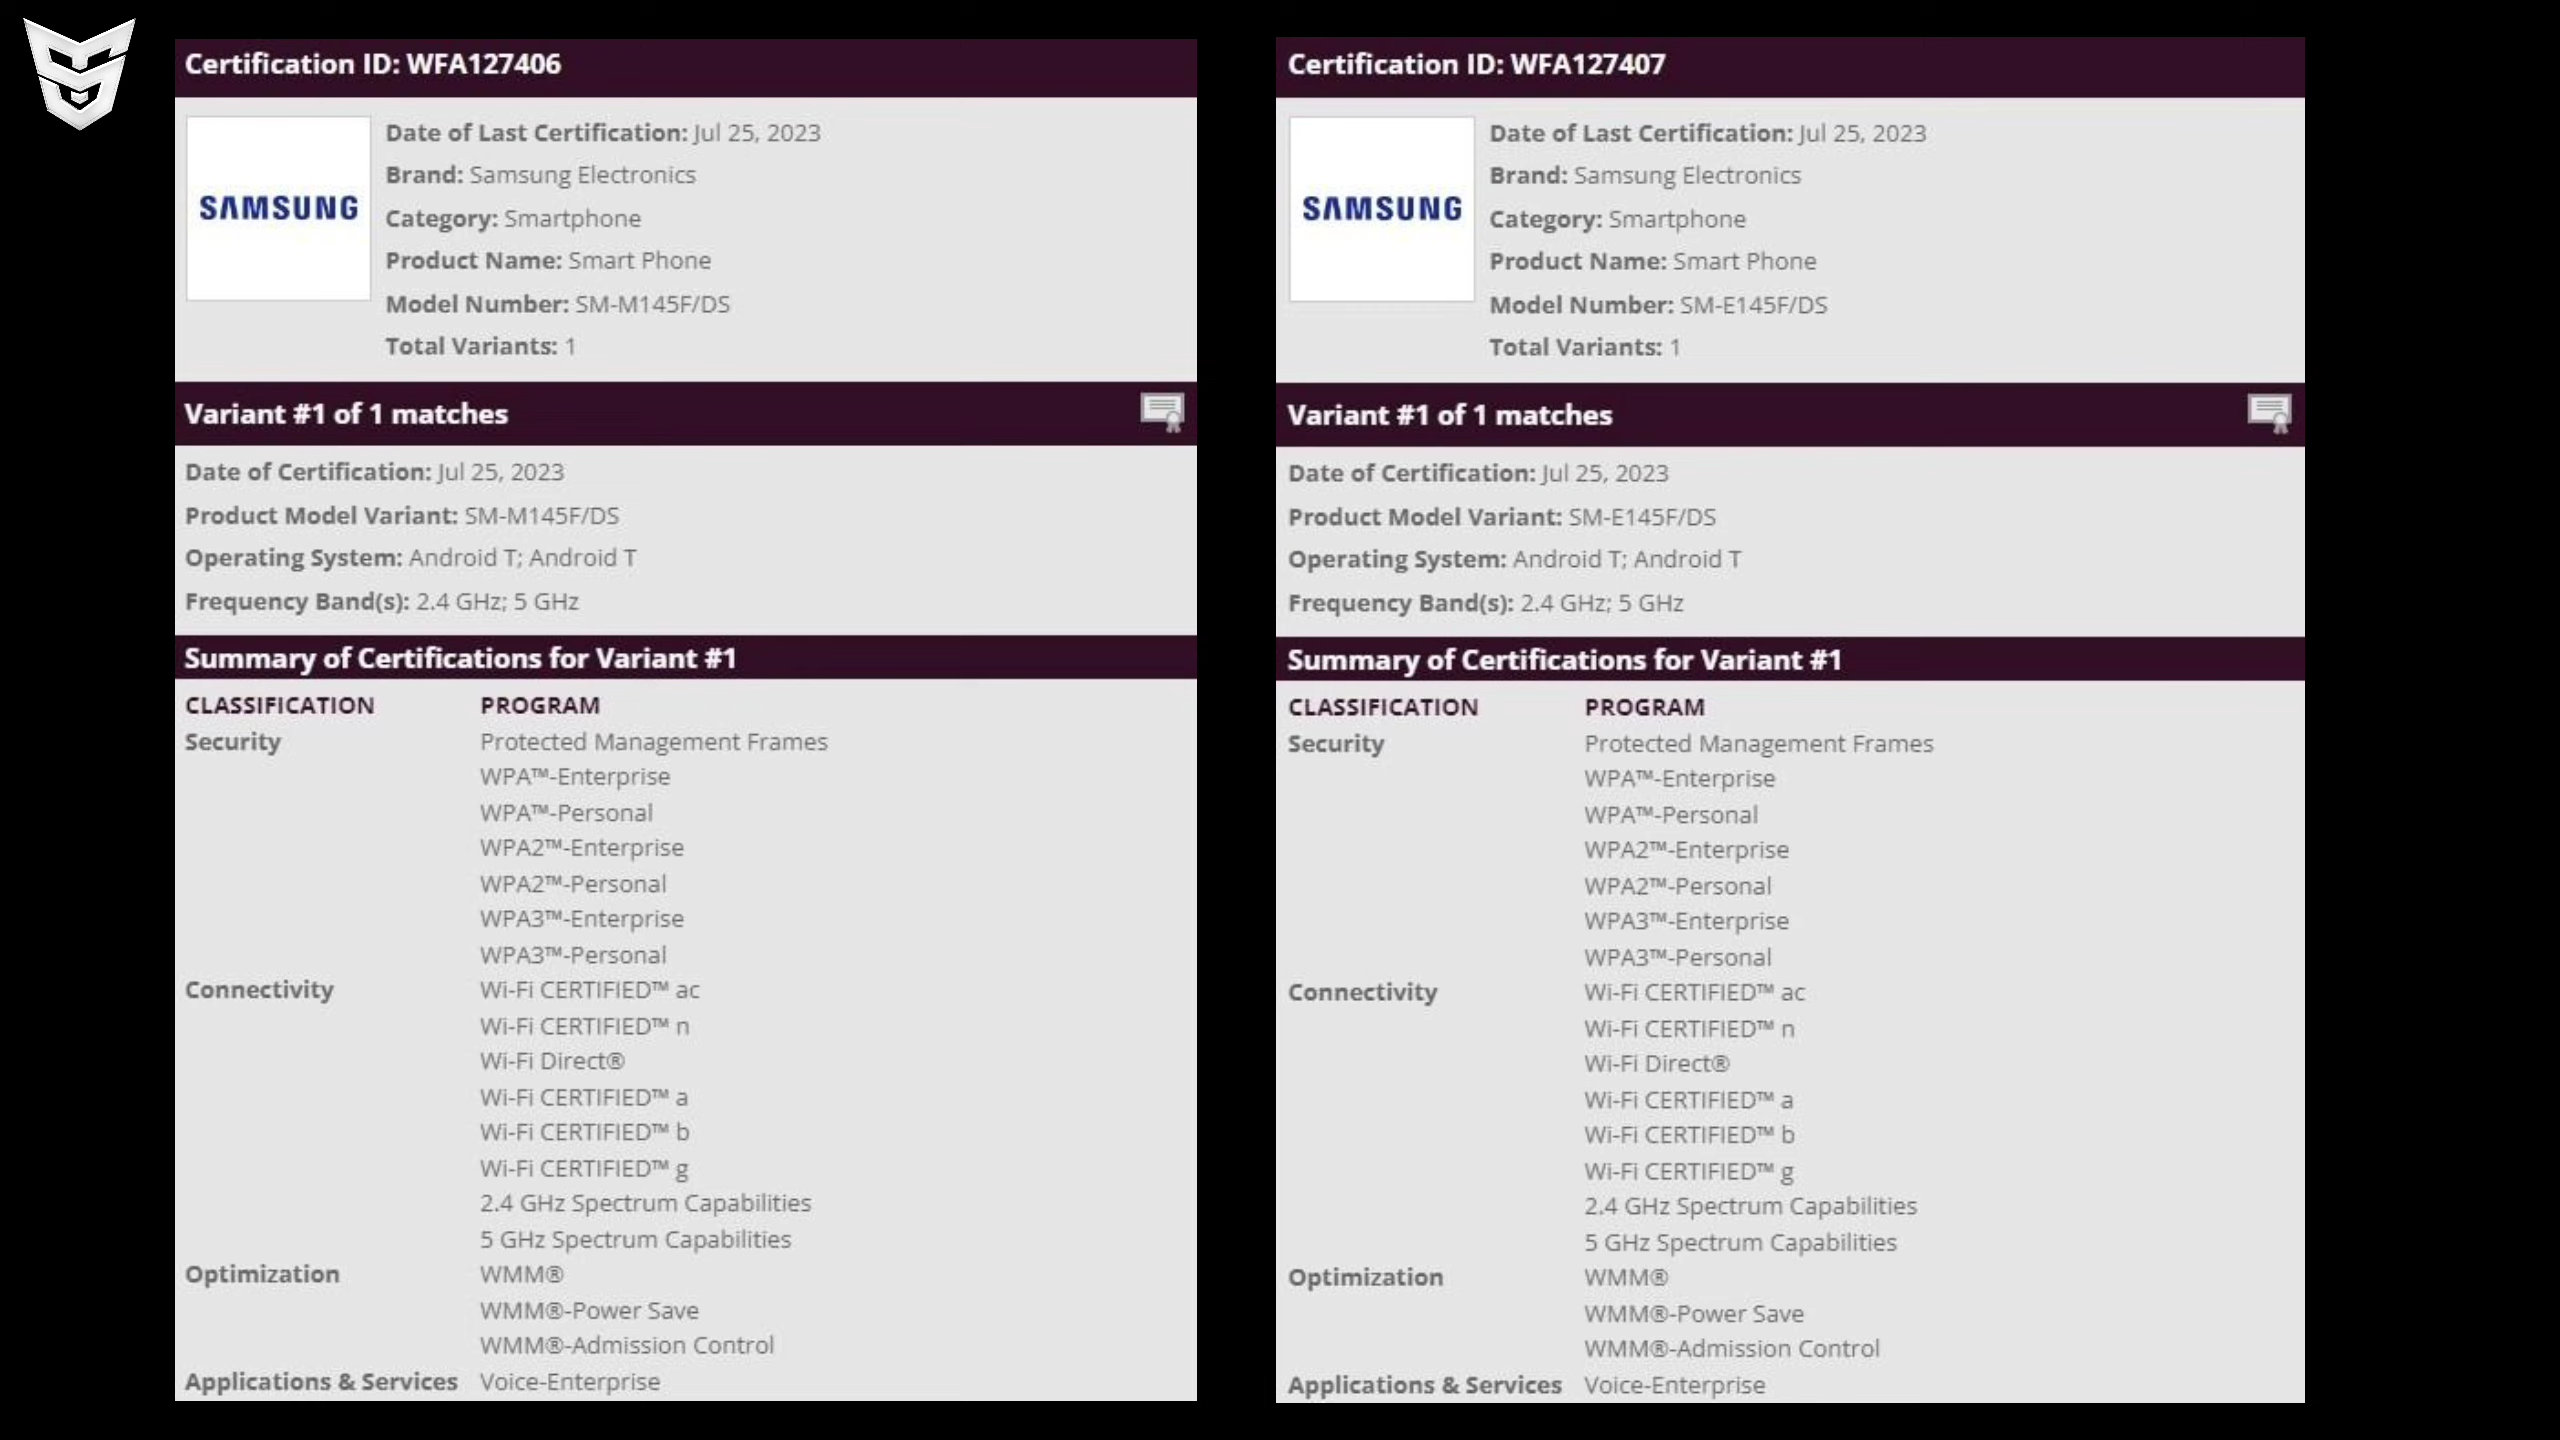 Certification ID: WFA127406
SAMSUNG
Date of Last Certification: Jul 25, 2023
Brand: Samsung Electronics
Category: Smartphone
Product Name: Smart Phone
Model Number: SM-M145F/DS
Total Variants: 1
Variant #1 of 1 matches
Date of Certification: Jul 25, 2023
Product Model Variant: SM-M145F/DS
Operating System: Android T; Android T
Frequency Band(s): 2.4 GHz; 5 GHz
Summary of Certifications for Variant #1
CLASSIFICATION PROGRAM
Security Protected Management Frames
WPA™-Enterprise
WPA™-Personal
WPA2™-Enterprise
WPA2™-Personal
WPA3™-Enterprise
WPA3™-Personal
Connectivity Wi-Fi CERTIFIED™ ac
Wi-Fi CERTIFIED™ n
Wi-Fi Direct®
Wi-Fi CERTIFIED™ a
Wi-Fi CERTIFIED™ b
Wi-Fi CERTIFIED™ g
2.4 GHz Spectrum Capabilities
5 GHz Spectrum Capabilities
Optimization WMM®
WMM®-Power Save
WMM®-Admission Control
Applications & Services Voice-Enterprise
Certification ID: WFA127407
SAMSUNG
Date of Last Certification: Jul 25, 2023
Brand: Samsung Electronics
Category: Smartphone
Product Name: Smart Phone
Model Number: SM-E145F/DS
Total Variants: 1
Variant #1 of 1 matches
Date of Certification: Jul 25, 2023
Product Model Variant: SM-E145F/DS
Operating System: Android T; Android T
Frequency Band(s): 2.4 GHz; 5 GHz
Summary of Certifications for Variant #1
CLASSIFICATION PROGRAM
Security Protected Management Frames
WPA™-Enterprise
WPA™-Personal
WPA2™-Enterprise
WPA2™-Personal
WPA3™-Enterprise
WPA3™-Personal
Connectivity Wi-Fi CERTIFIED™ ac
Wi-Fi CERTIFIED™ n
Wi-Fi Direct®
Wi-Fi CERTIFIED™ a
Wi-Fi CERTIFIED™ b
Wi-Fi CERTIFIED™ g
2.4 GHz Spectrum Capabilities
5 GHz Spectrum Capabilities
Optimization WMM®
WMM®-Power Save
WMM®-Admission Control
Applications & Services Voice-Enterprise